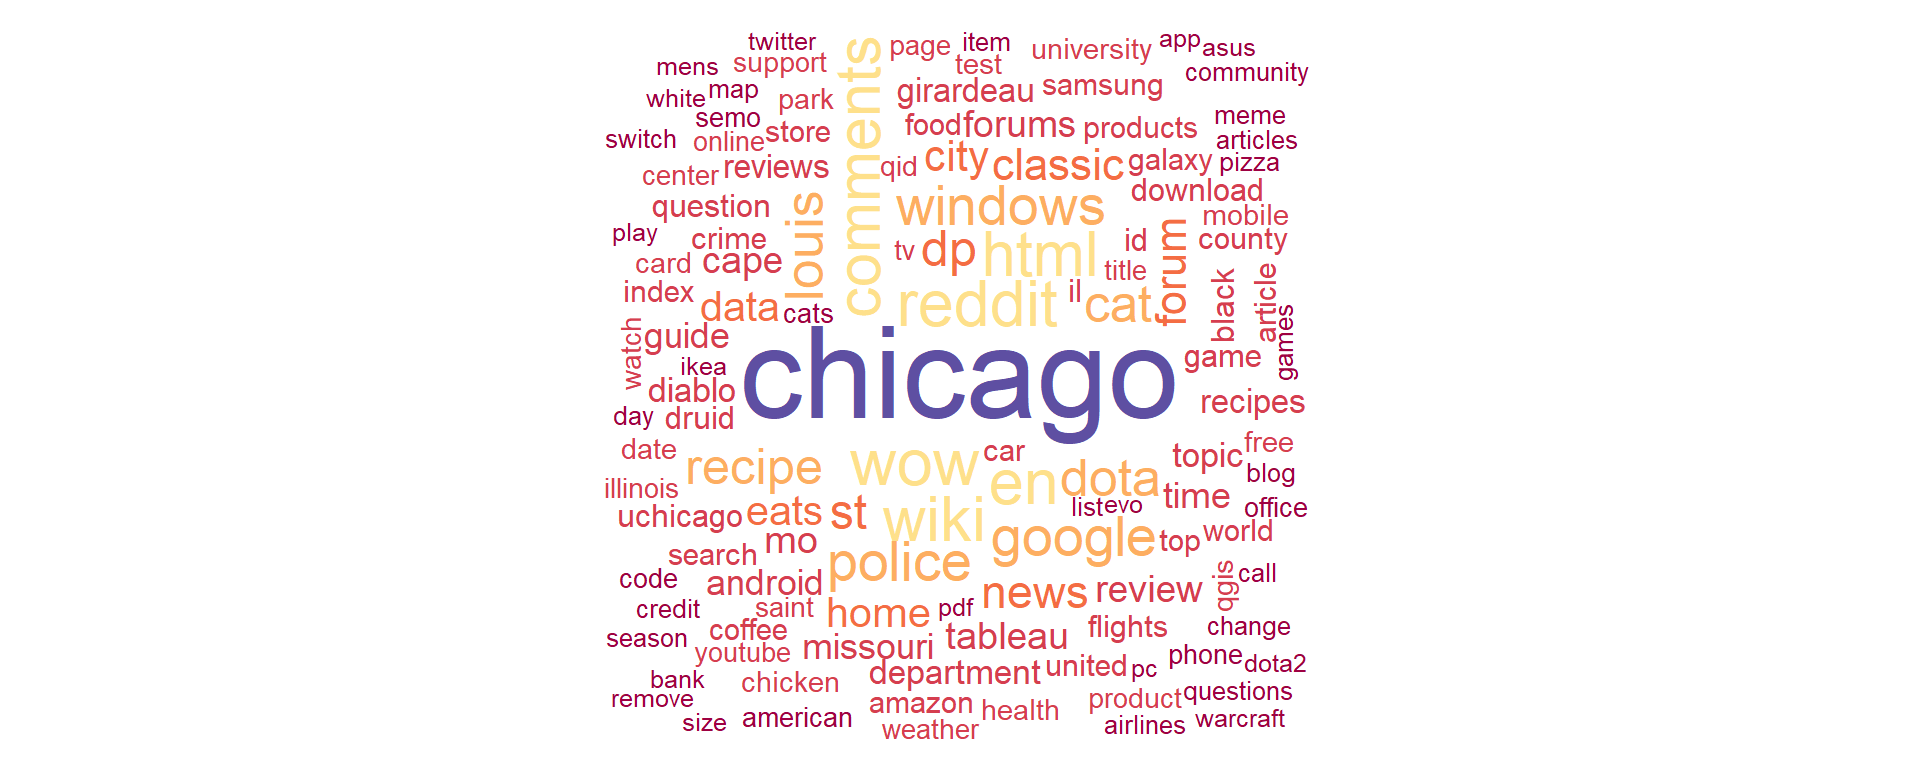 twitter
page
item
university
app
asus
mens
support
test
community
white
map
park
comments
girardeau
samsung
semo
store
food
forums
products
meme
switch
online
articles
center
reviews
qid
city
classic
galaxy
pizza
question
louis
windows
download
mobile
play
crime
tv
dp
html
id
forum
county
card
cape
title
index
data
cats
reddit
il
cat
black
article
watch
guide
games
ikea
chicago
game
diablo
day
druid
recipes
date
recipe
wow
car
topic
free
blog
illinois
en
dota
uchicago
eats
st
wiki
list
evo
time
office
search
mo
google
top
world
code
android
police
news
review
qgis
call
credit
saint
home
pdf
season
coffee
missouri
tableau
flights
change
youtube
department
united
pc
phone
dota2
bank
chicken
remove
amazon
health
product
questions
size
american
weather
airlines
warcraft